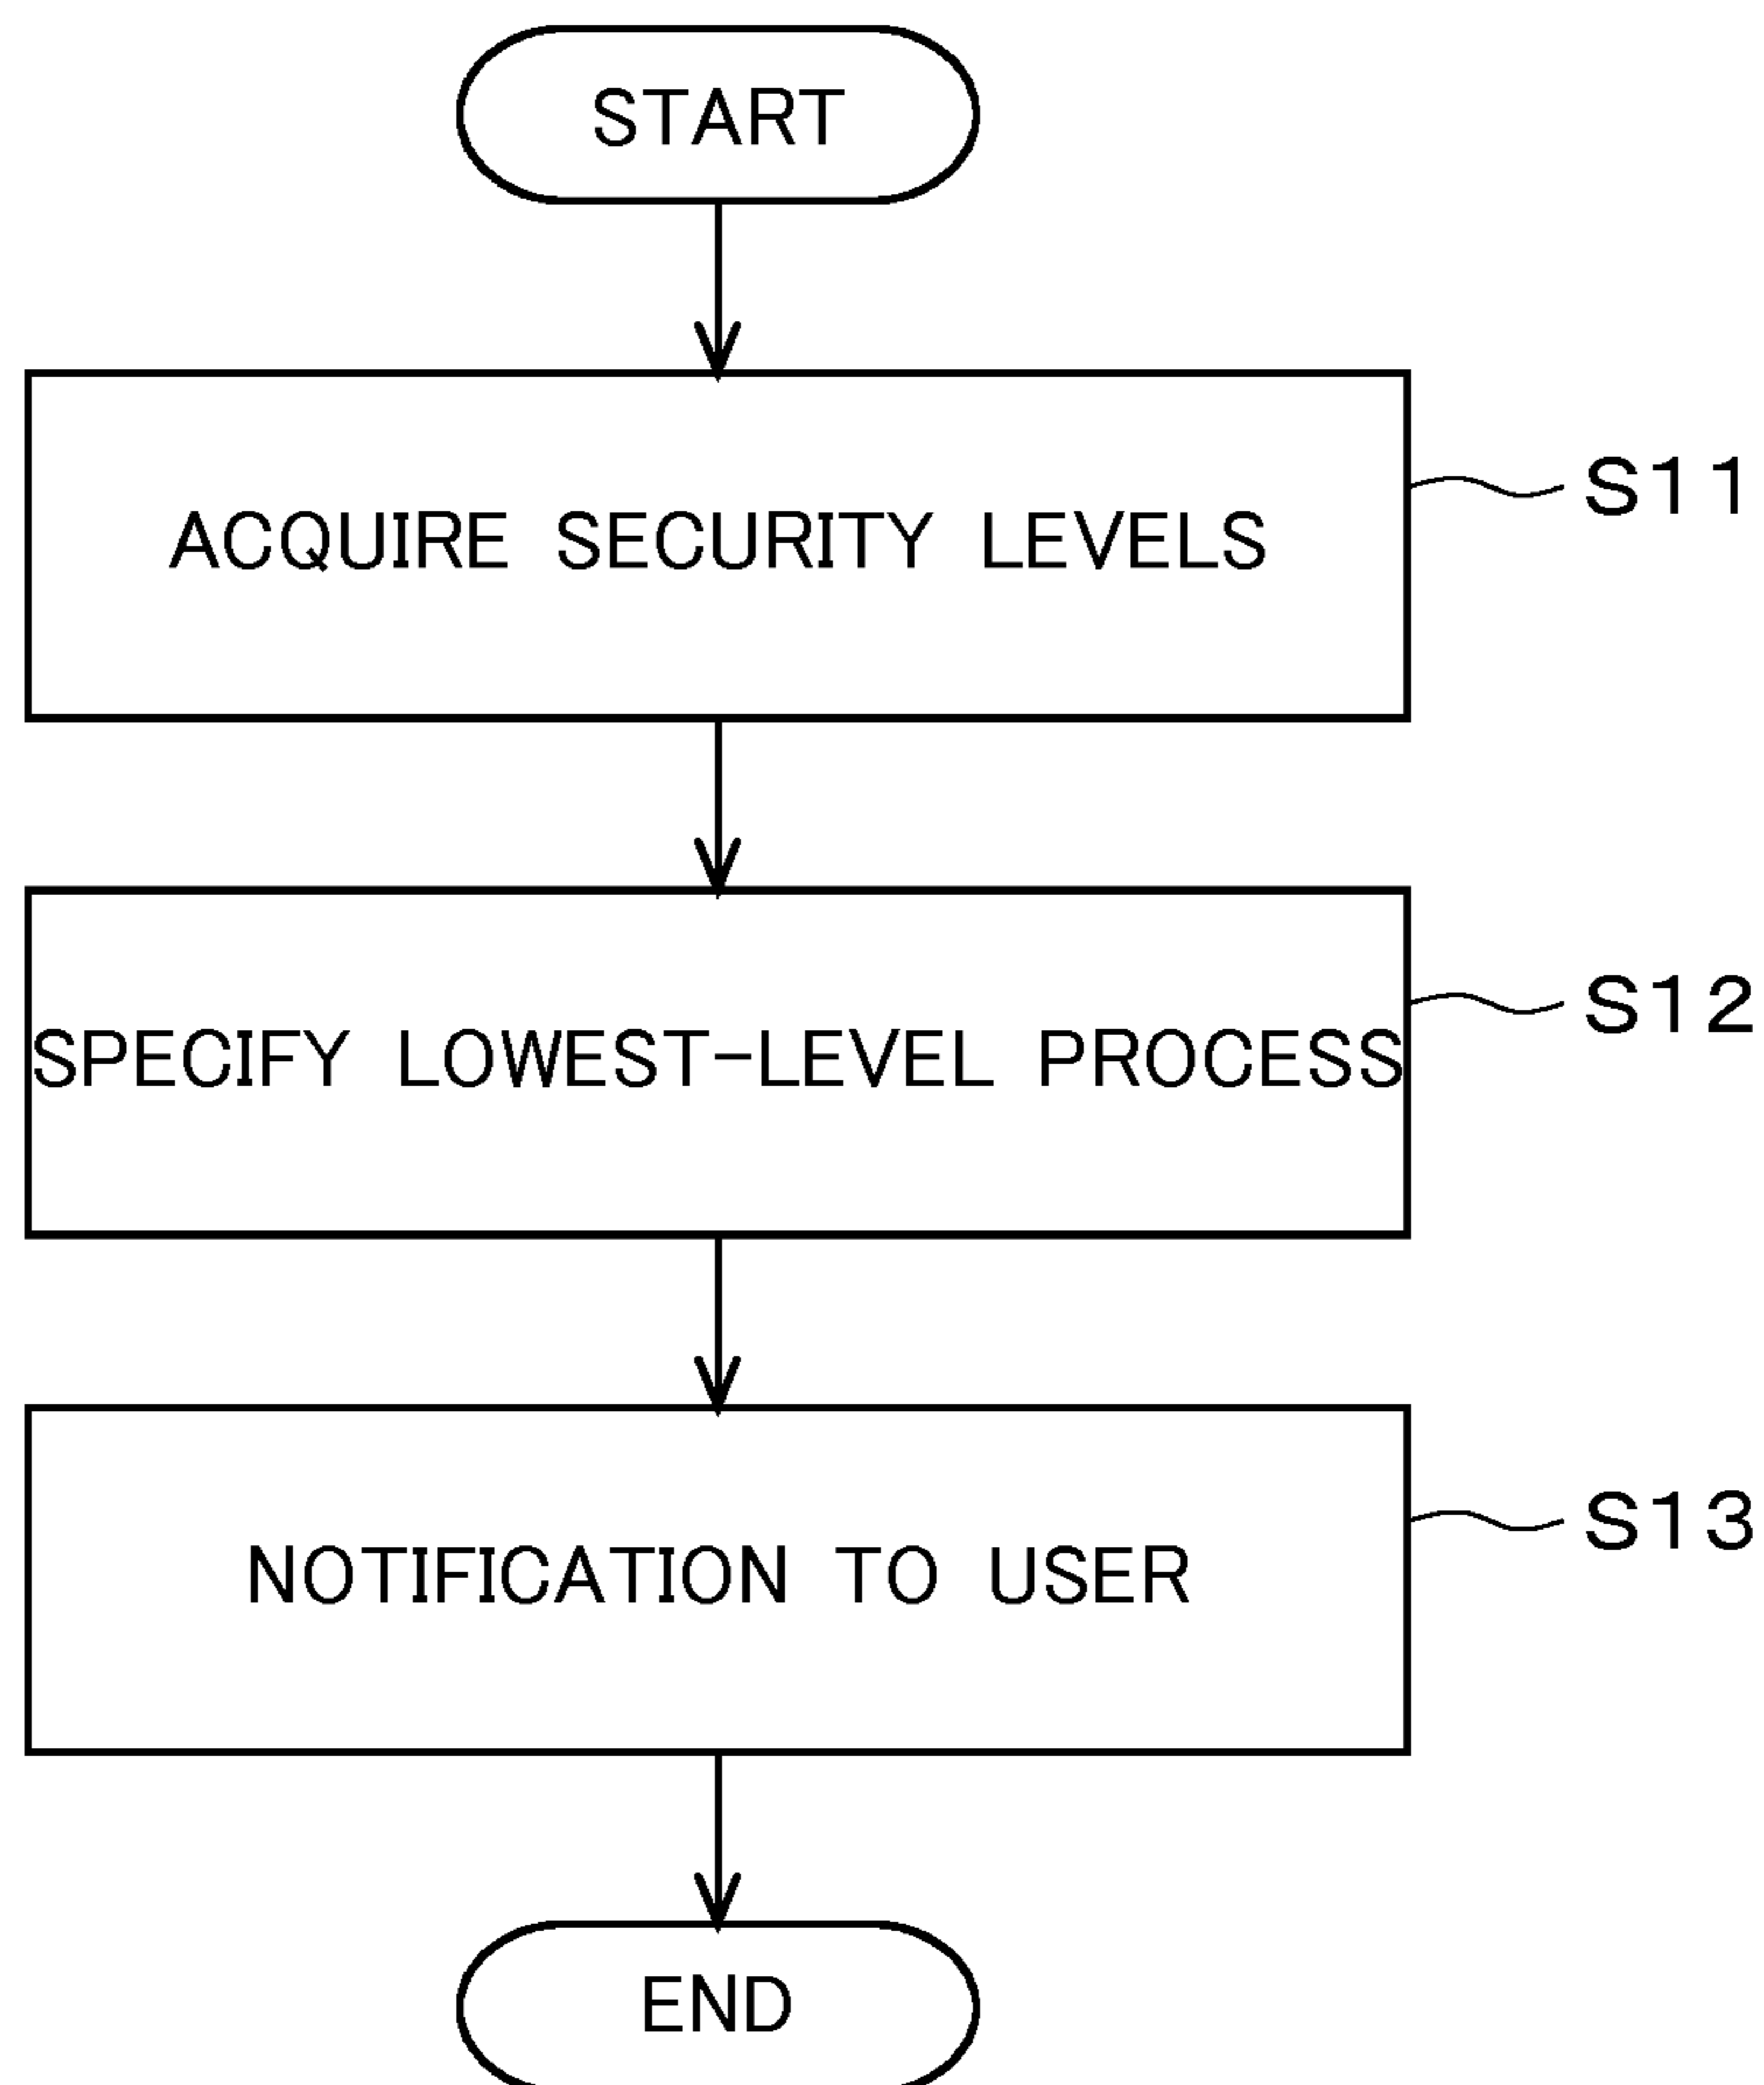 START
ACQUIRE SECURITY LEVELS
S11
SPECIFY LOWEST-LEVEL PROCESS
S12
NOTIFICATION TO USER
S13
END